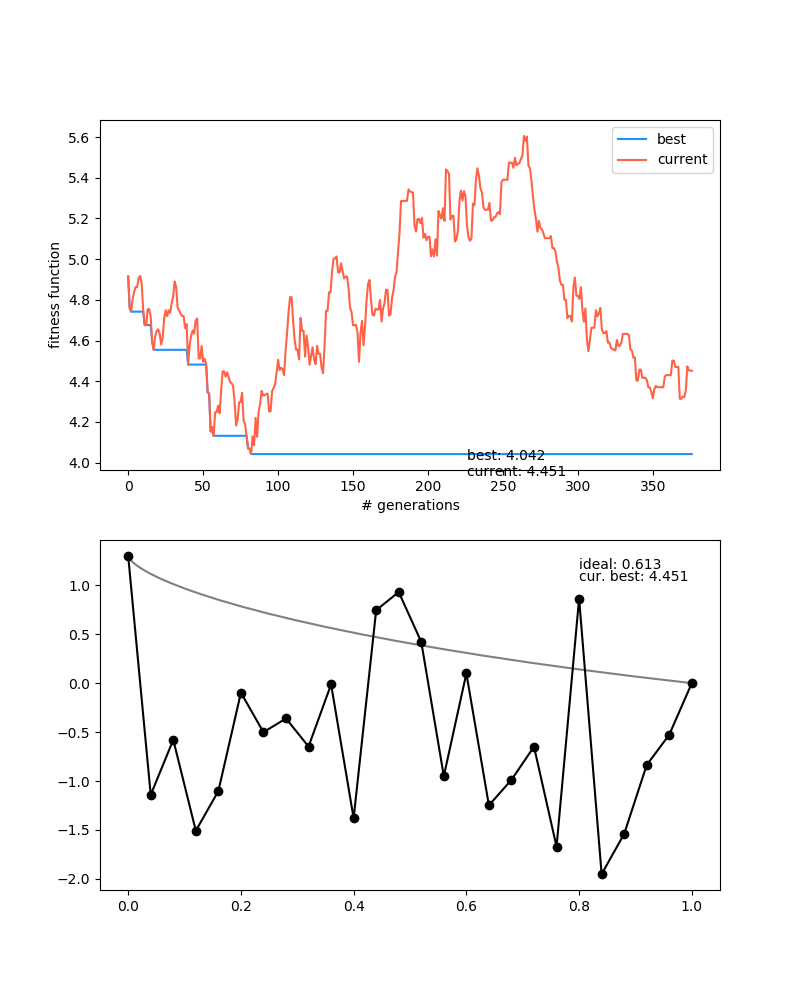 5.6
5.4
5.2
5.0
4.8
4.6
4.4
4.2
4.0
fitness function
best
current
best: 4.042
current: 4.451
0 50 100 150 200 250 300 350
# generations
ideal: 0.613
cur. best: 4.451
1.0
0.5
0.0
−0.5
−1.0
−1.5
−2.0
0.0 0.2 0.4 0.6 0.8 1.0